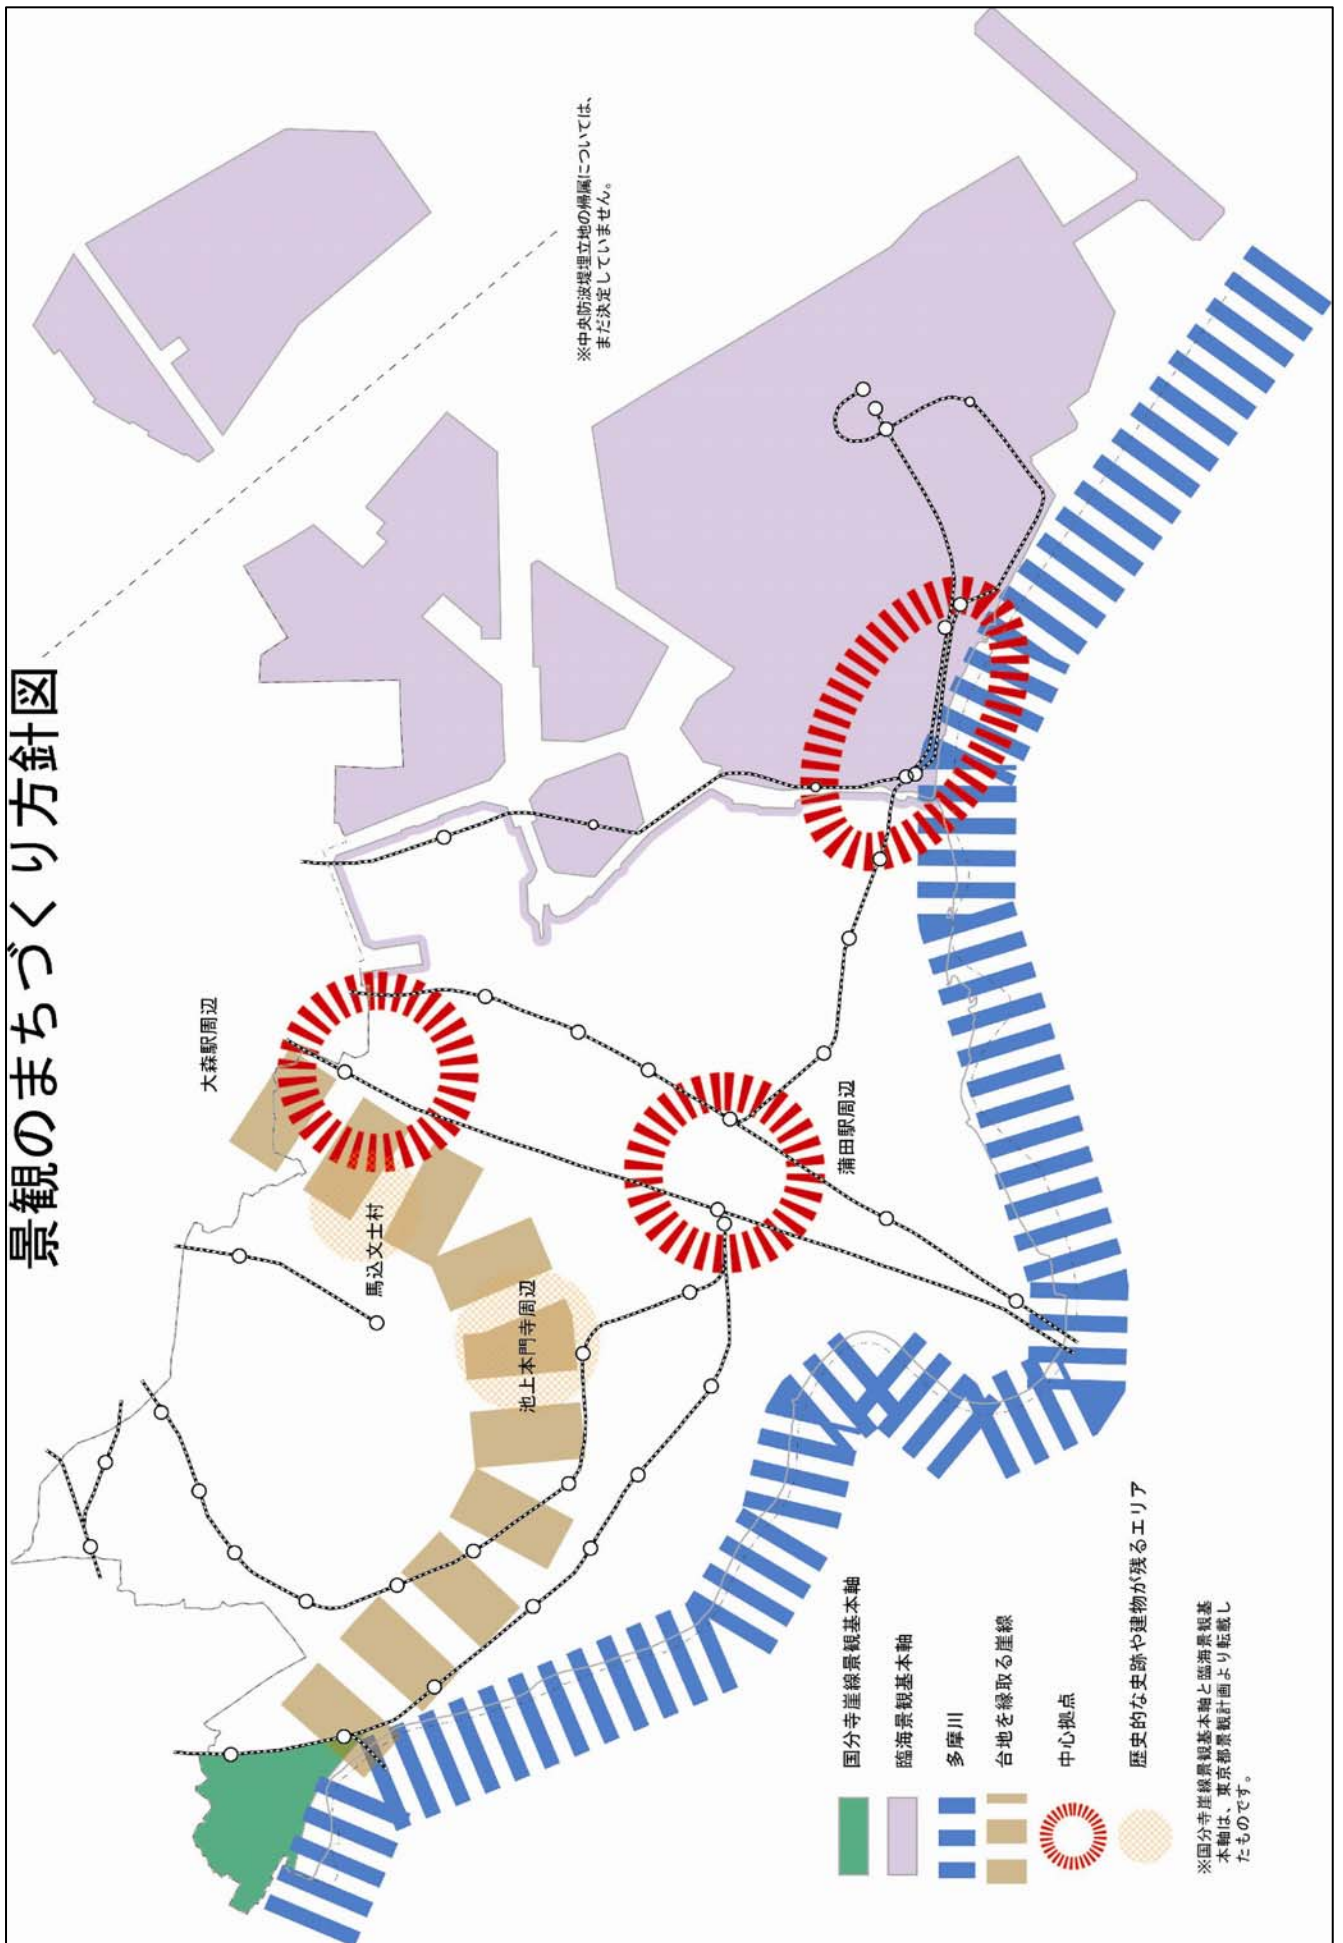 景観のまちづくり方針図
※中央防波堤埋立地の帰属については、
まだ決定していません。
大森駅周辺
馬込文士村
池上本門寺周辺
蒲田駅周辺
国分寺崖線景観基本軸
臨海景観基本軸
多摩川
台地を縁取る崖線
中心拠点
歴史的な史跡や建物が残るエリア
※国分寺崖線景観基本軸と臨海景観基
本軸は、東京都景観計画より転載し
たものです。